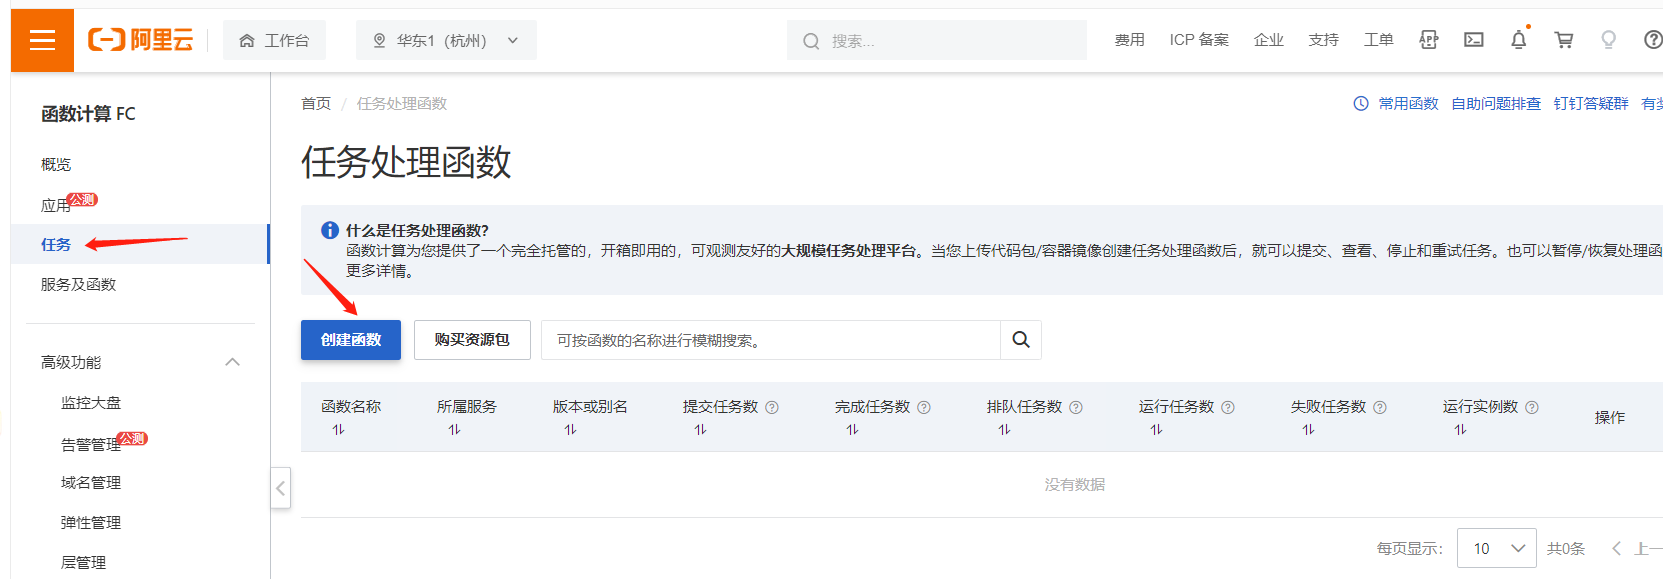 阿里云
工作台
华东1（杭州）
搜索...
费用
ICP 备案
企业
支持
工单
APP
函数计算 FC
概览
应用
公测
任务
服务及函数
高级功能
监控大盘
告警管理
公测
域名管理
弹性管理
层管理
首页 / 任务处理函数
常用函数
自助问题排查
钉钉答疑群
有奖
任务处理函数
什么是任务处理函数?
函数计算为您提供了一个完全托管的，开箱即用的，可观测友好的大规模任务处理平台。当您上传代码包/容器镜像创建任务处理函数后，就可以提交、查看、停止和重试任务。也可以暂停/恢复处理函
更多详情。
创建函数
购买资源包
可按函数的名称进行模糊搜索。
函数名称
所属服务
版本或别名
提交任务数
完成任务数
排队任务数
运行任务数
失败任务数
运行实例数
操作
没有数据
每页显示：
10
共0条
上一